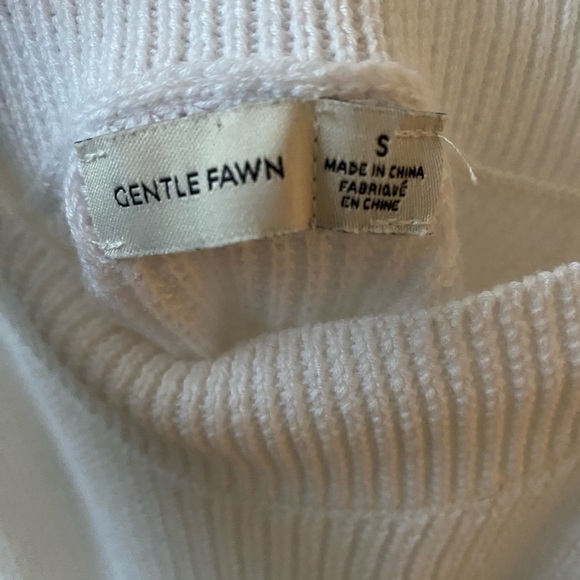 GENTLE FAWN
S
MADE IN CHINA
FABRIQUÉ
EN CHINE